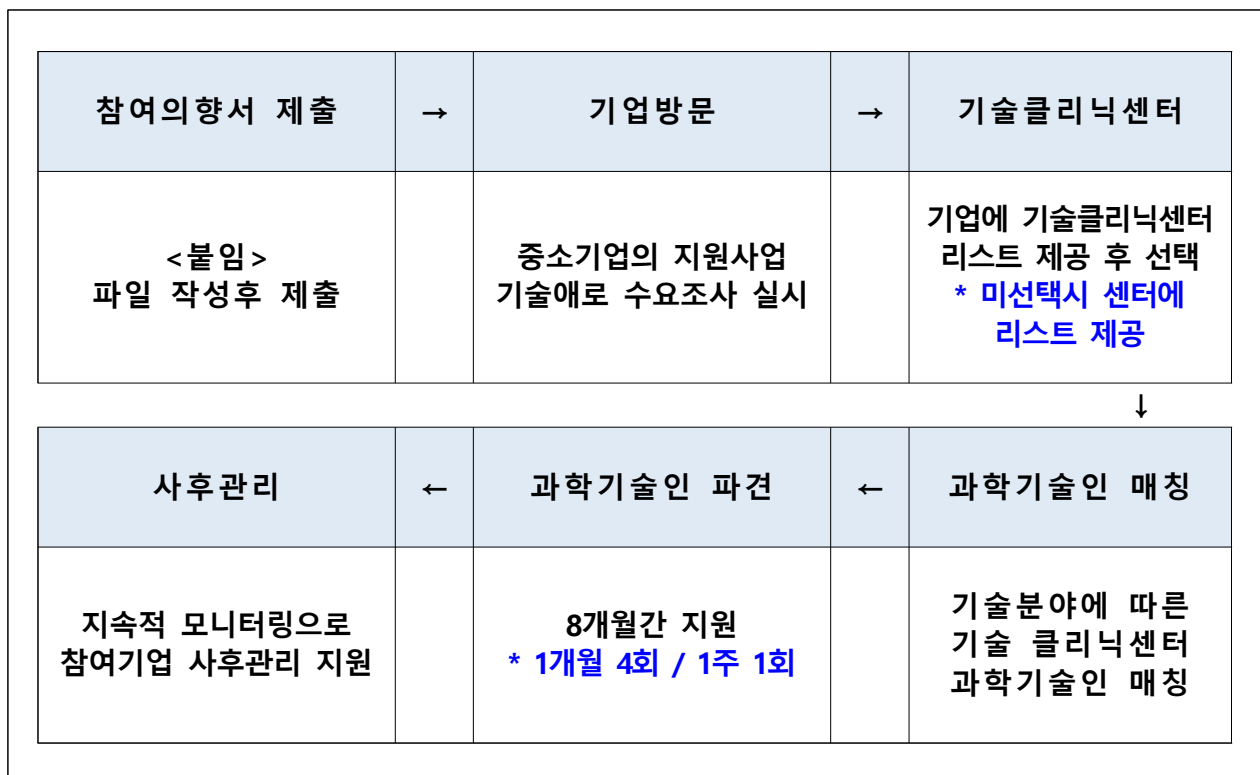 참여의향서 제출 → 기업방문 → 기술클리닉센터
<붙임>
파일 작성후 제출
중소기업의 지원사업
기술애로 수요조사 실시
기업에 기술클리닉센터
리스트 제공 후 선택
* 미선택시 센터에
리스트 제공
↓
사후관리 ← 과학기술인 파견 ← 과학기술인 매칭
지속적 모니터링으로
참여기업 사후관리 지원
8개월간 지원
* 1개월 4회 / 1주 1회
기술분야에 따른
기술 클리닉센터
과학기술인 매칭